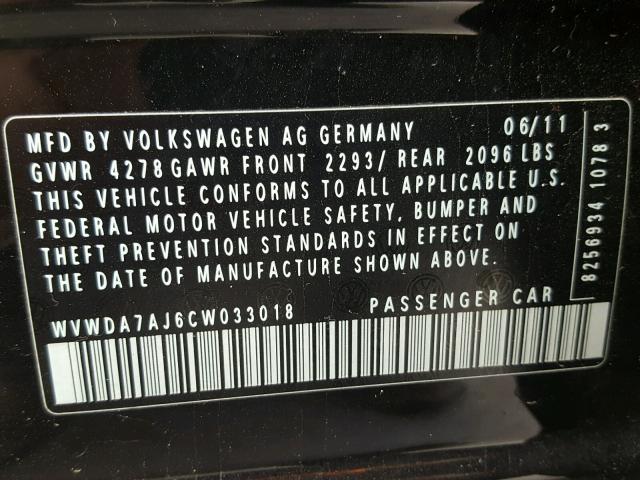 MFD BY VOLKSWAGEN AG GERMANY 06/11
GVWR 4278 GAWR FRONT 2293/ REAR 2096 LBS
THIS VEHICLE CONFORMS TO ALL APPLICABLE U.S.
FEDERAL MOTOR VEHICLE SAFETY, BUMPER AND
THEFT PREVENTION STANDARDS IN EFFECT ON
THE DATE OF MANUFACTURE SHOWN ABOVE.
WVWDA7AJ6CW033018 PASSENGER CAR
8256934 1078 3